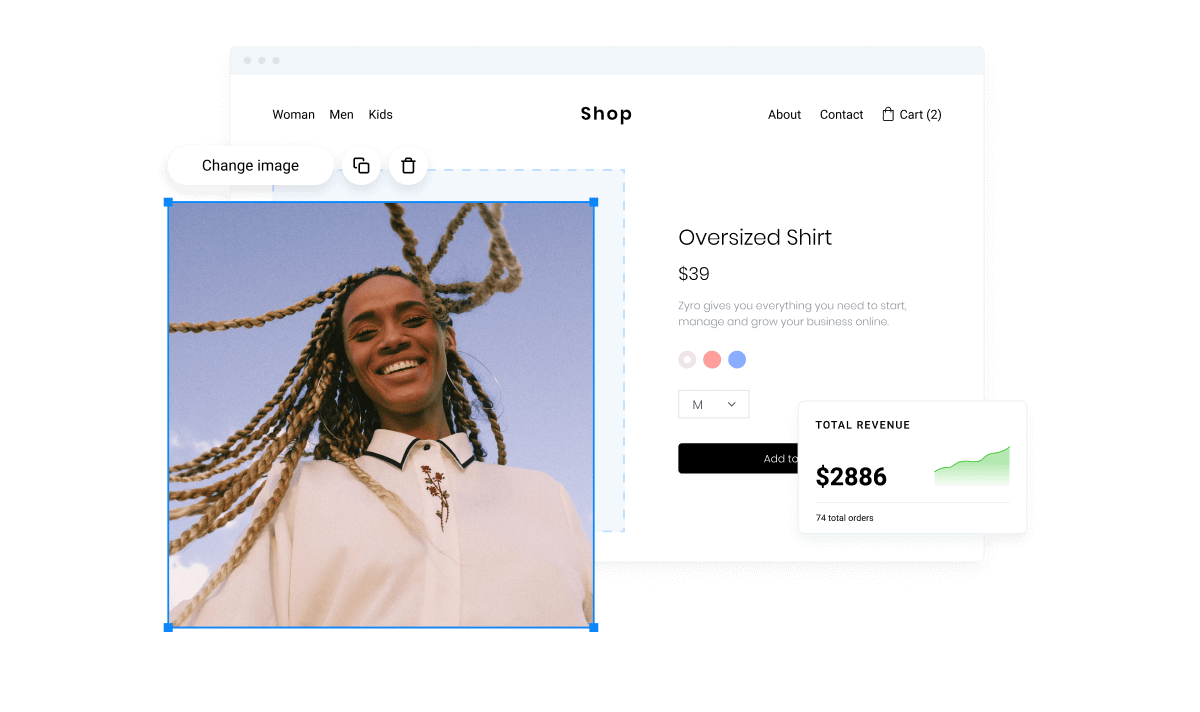 Woman Men Kids Shop About Contact Cart (2)
Change image
Oversized Shirt
$39
Zyro gives you everything you need to start,
manage and grow your business online.
M
Add to
TOTAL REVENUE
$2886
74 total orders